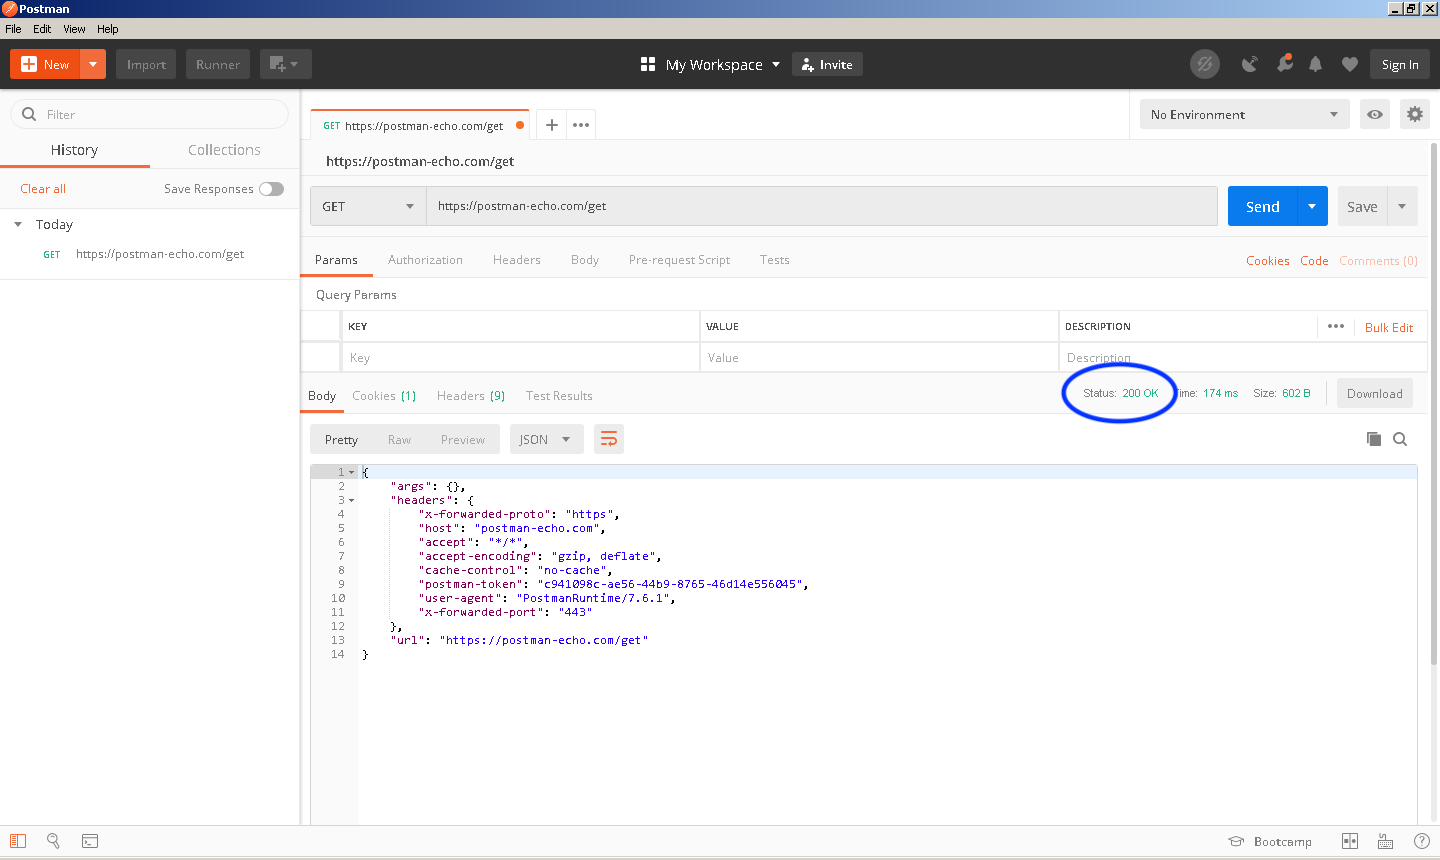 Postman
File Edit View Help
New Import Runner My Workspace Invite Sign In
Filter
History Collections
Clear all Save Responses
Today
GET https://postman-echo.com/get
GET https://postman-echo.com/get
No Environment
https://postman-echo.com/get
GET https://postman-echo.com/get Send Save
Params Authorization Headers Body Pre-request Script Tests Cookies Code Comments (0)
Query Params
KEY VALUE DESCRIPTION Bulk Edit
Key Value Description
Body Cookies (1) Headers (9) Test Results Status: 200 OK 174 ms Size: 602 B Download
Pretty Raw Preview JSON
1 {
2 "args": {},
3 "headers": {
4 "x-forwarded-proto": "https",
5 "host": "postman-echo.com",
6 "accept": "*/*",
7 "accept-encoding": "gzip, deflate",
8 "cache-control": "no-cache",
9 "postman-token": "c941098c-ae56-44b9-8765-46d14e556045",
10 "user-agent": "PostmanRuntime/7.6.1",
11 "x-forwarded-port": "443"
12 },
13 "url": "https://postman-echo.com/get"
14 }
Bootcamp